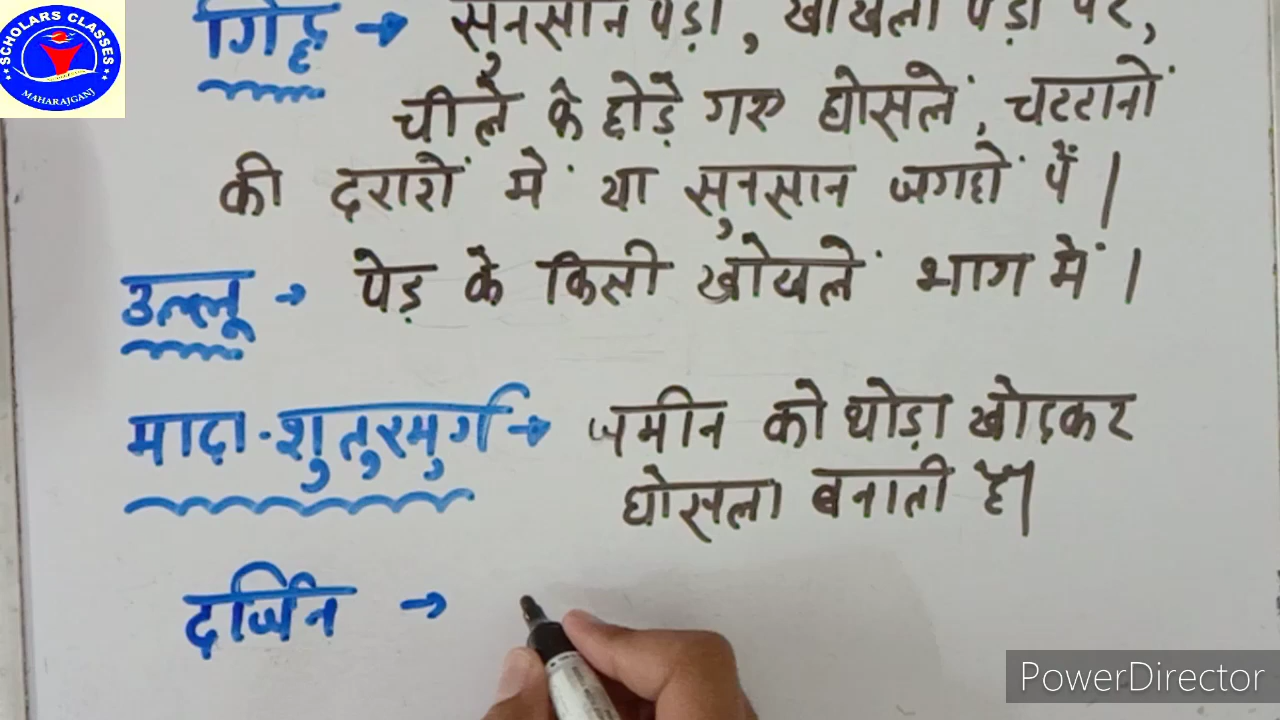 SCHOLARS CLASSES
MAHARAJGANJ
गिद्ध → सुनसान पेड़ो, खोखलो पेड़ो पर,
चीलें के छोड़ें गए घोसलें, चटटानों
की दरारों में या सुनसान जगहों पें।
उल्लू → पेड़ के किसी खोखलें भाग में।
मादा-शुतुरमुर्ग → जमीन को थोड़ा खोदकर
घोसला बनाती है।
दर्जिन →
PowerDirector